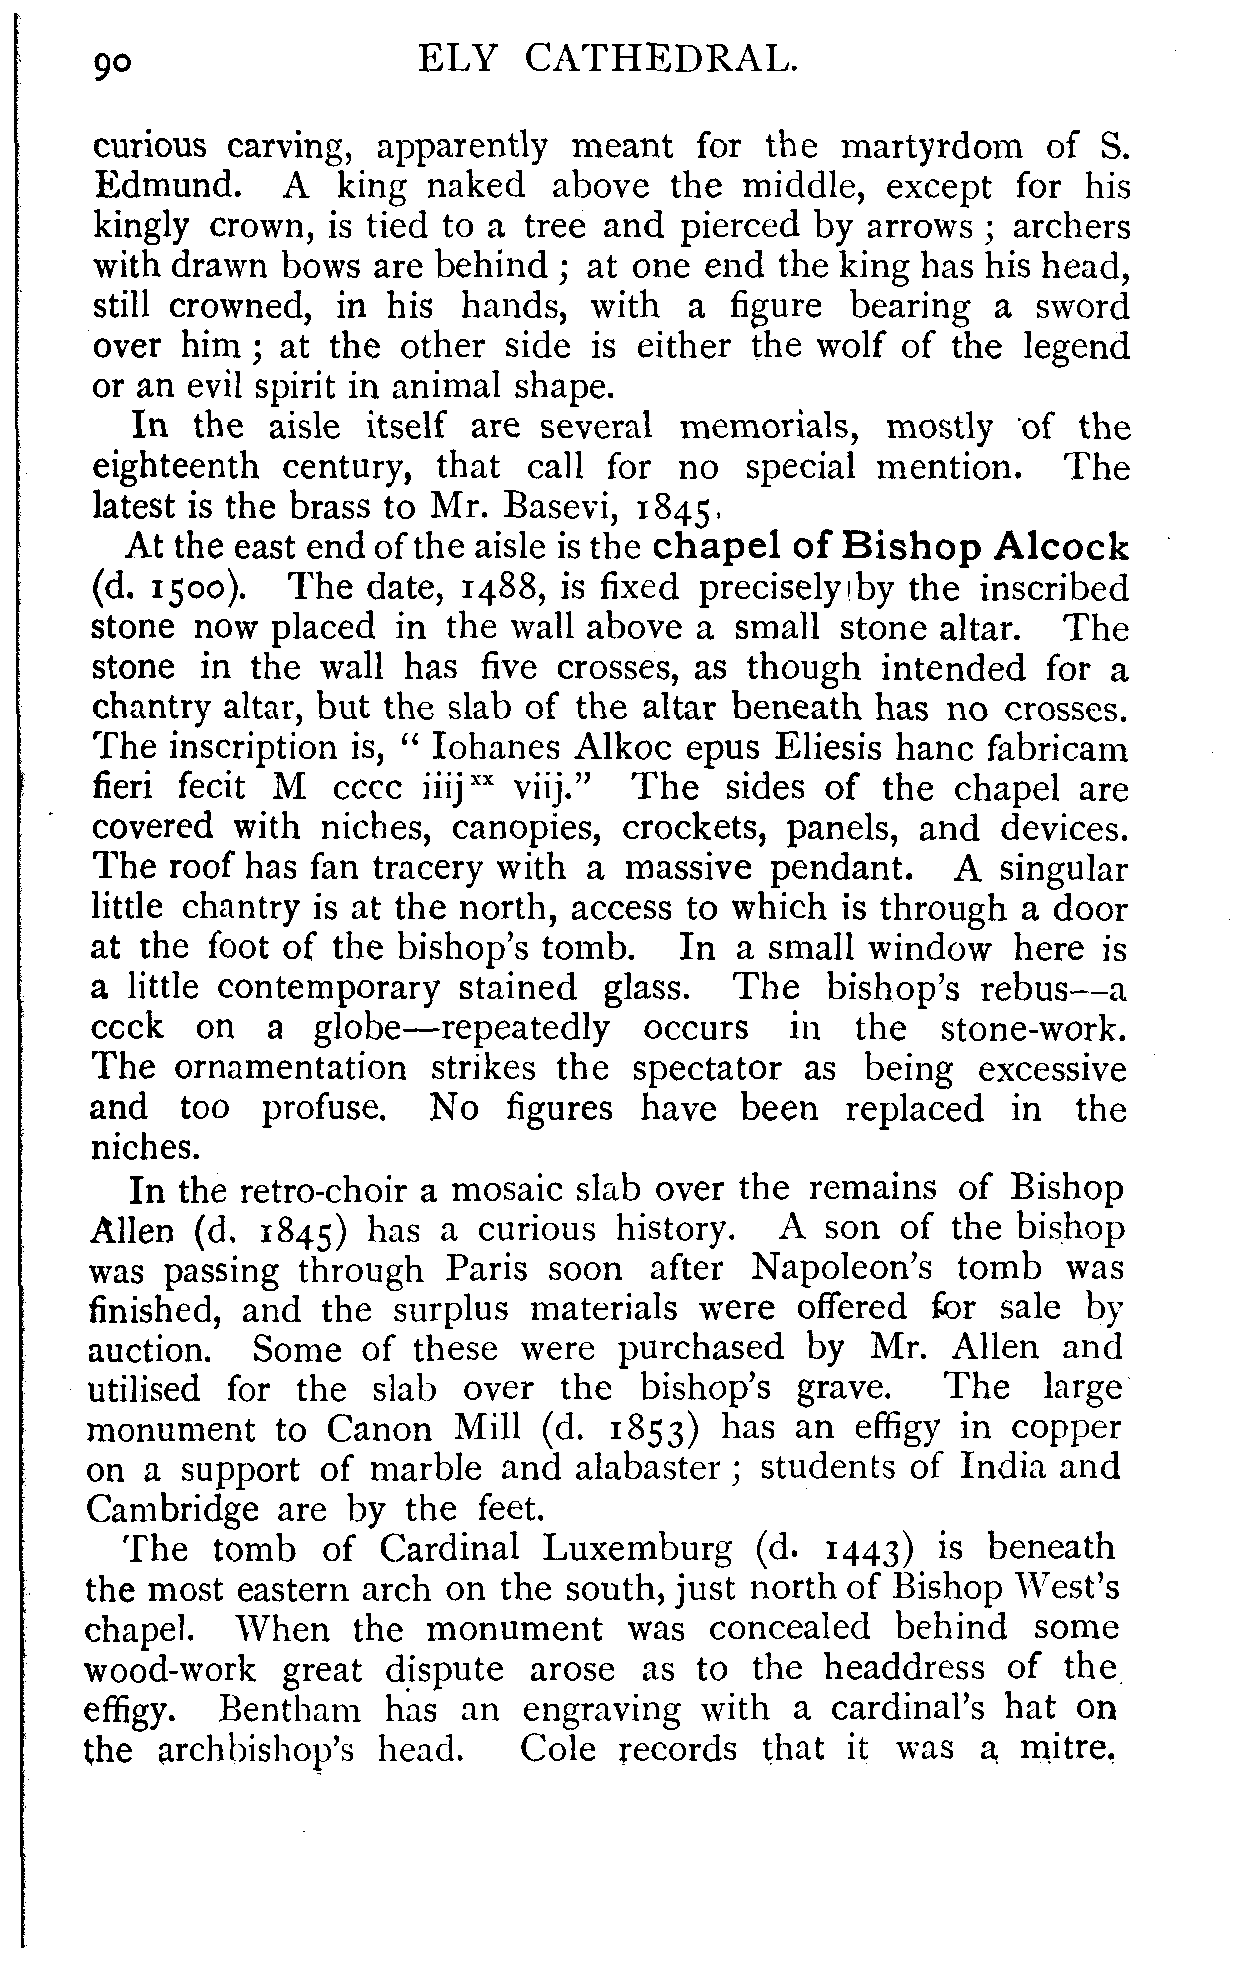 90 ELY CATHEDRAL.
curious carving, apparently meant for the martyrdom of S.
Edmund. A king naked above the middle, except for his
kingly crown, is tied to a tree and pierced by arrows ; archers
with drawn bows are behind ; at one end the king has his head,
still crowned, in his hands, with a figure bearing a sword
over him ; at the other side is either the wolf of the legend
or an evil spirit in animal shape.
In the aisle itself are several memorials, mostly of the
eighteenth century, that call for no special mention. The
latest is the brass to Mr. Basevi, 1845.
At the east end of the aisle is the chapel of Bishop Alcock
(d. 1500). The date, 1488, is fixed precisely by the inscribed
stone now placed in the wall above a small stone altar. The
stone in the wall has five crosses, as though intended for a
chantry altar, but the slab of the altar beneath has no crosses.
The inscription is, “ Iohanes Alkoc epus Eliesis hanc fabricam
fieri fecit M cccc iiijxx viij.” The sides of the chapel are
covered with niches, canopies, crockets, panels, and devices.
The roof has fan tracery with a massive pendant. A singular
little chantry is at the north, access to which is through a door
at the foot of the bishop's tomb. In a small window here is
a little contemporary stained glass. The bishop's rebus—a
ccck on a globe—repeatedly occurs in the stone-work.
The ornamentation strikes the spectator as being excessive
and too profuse. No figures have been replaced in the
niches.
In the retro-choir a mosaic slab over the remains of Bishop
Allen (d. 1845) has a curious history. A son of the bishop
was passing through Paris soon after Napoleon's tomb was
finished, and the surplus materials were offered for sale by
auction. Some of these were purchased by Mr. Allen and
utilised for the slab over the bishop's grave. The large
monument to Canon Mill (d. 1853) has an effigy in copper
on a support of marble and alabaster ; students of India and
Cambridge are by the feet.
The tomb of Cardinal Luxemburg (d. 1443) is beneath
the most eastern arch on the south, just north of Bishop West's
chapel. When the monument was concealed behind some
wood-work great dispute arose as to the headdress of the
effigy. Bentham has an engraving with a cardinal's hat on
the archbishop's head. Cole records that it was a mitre.